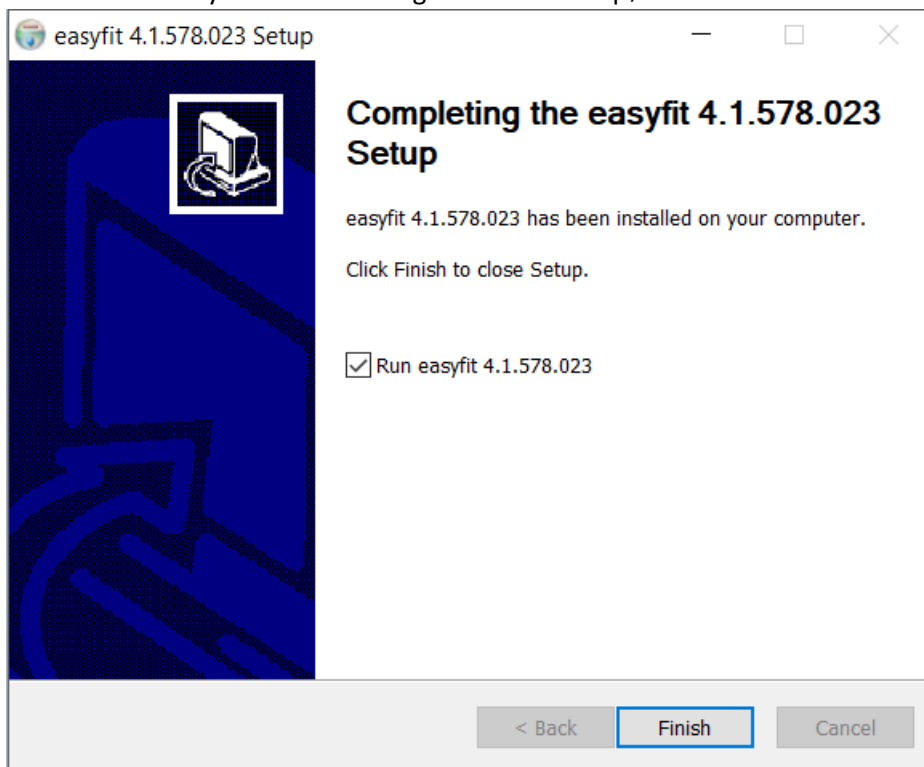 easyfit 4.1.578.023 Setup
Completing the easyfit 4.1.578.023
Setup
easyfit 4.1.578.023 has been installed on your computer.
Click Finish to close Setup.
Run easyfit 4.1.578.023
< Back Finish Cancel